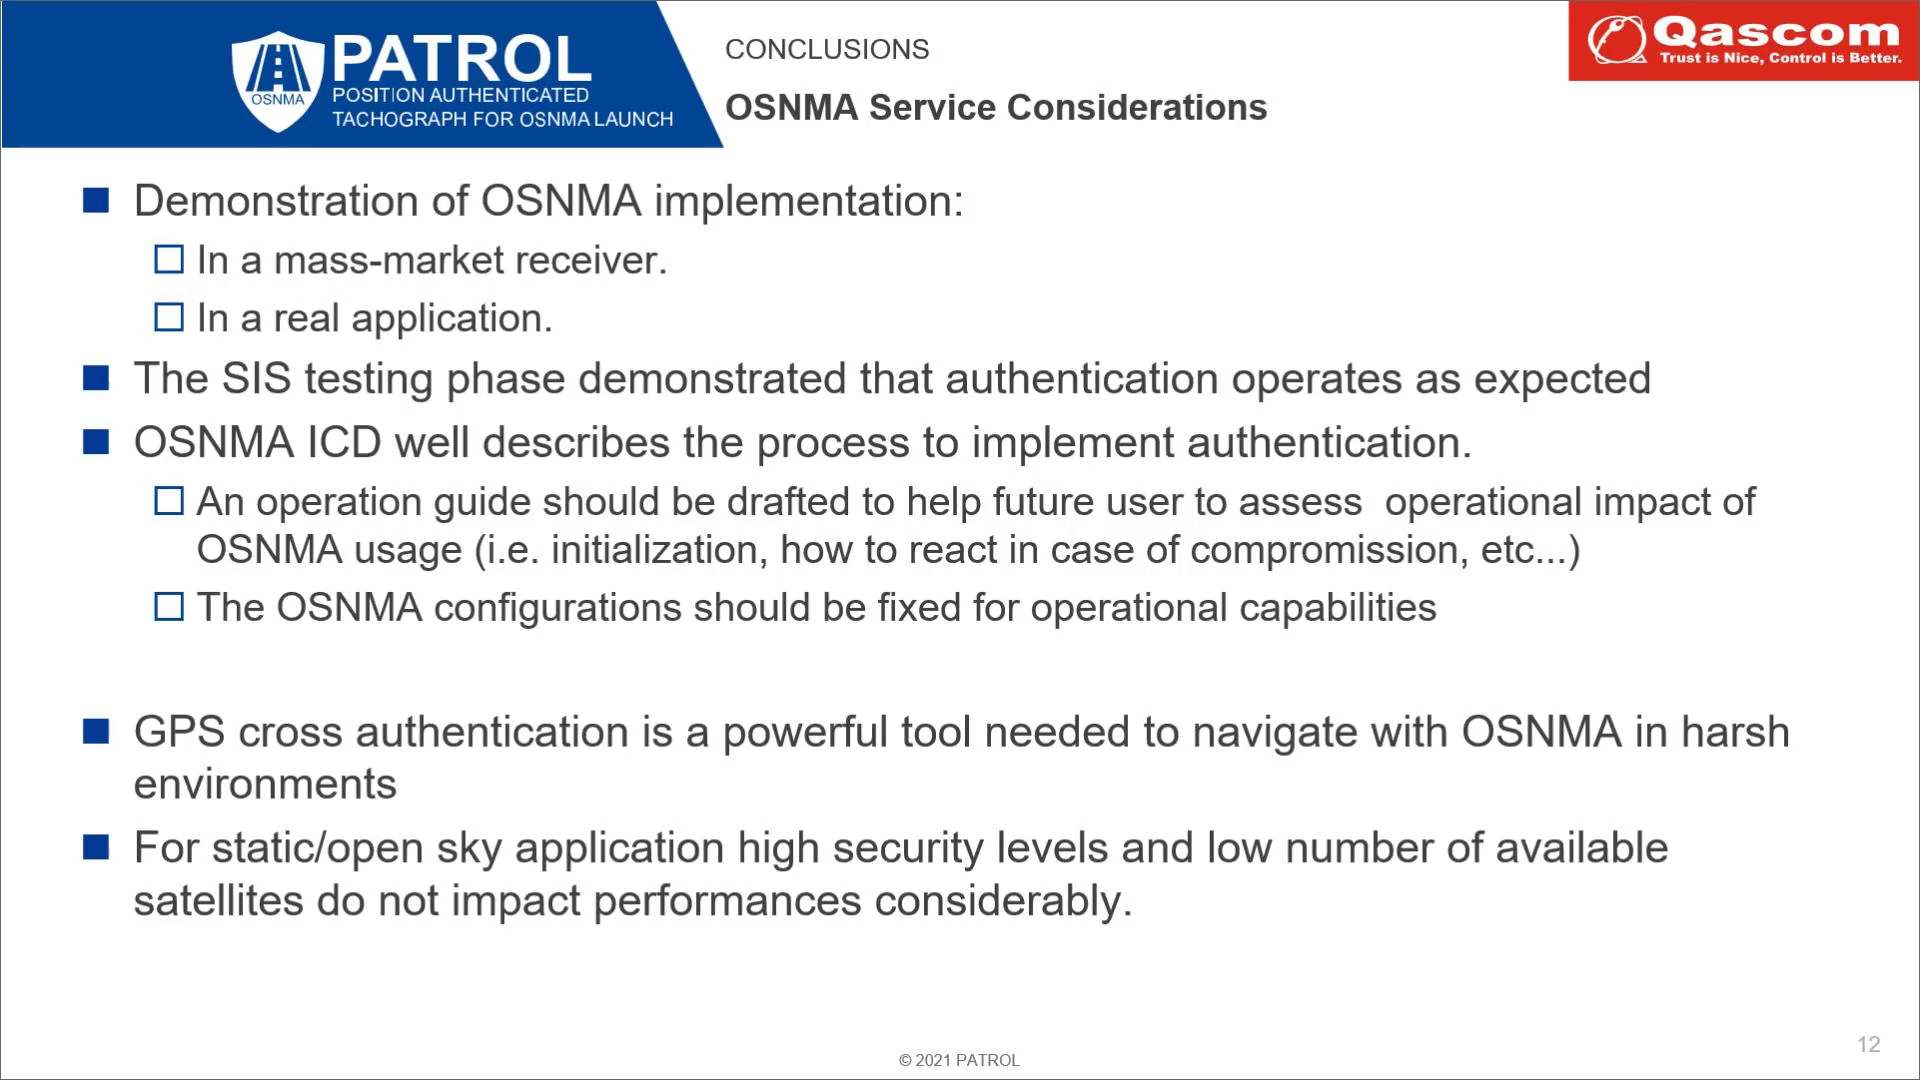 OSNMA
PATROL
POSITION AUTHENTICATED
TACHOGRAPH FOR OSNMA LAUNCH
CONCLUSIONS
OSNMA Service Considerations
Qascom
Trust is Nice, Control is Better.
Demonstration of OSNMA implementation:
In a mass-market receiver.
In a real application.
The SIS testing phase demonstrated that authentication operates as expected
OSNMA ICD well describes the process to implement authentication.
An operation guide should be drafted to help future user to assess  operational impact of
OSNMA usage (i.e. initialization, how to react in case of compromission, etc...)
The OSNMA configurations should be fixed for operational capabilities
GPS cross authentication is a powerful tool needed to navigate with OSNMA in harsh
environments
For static/open sky application high security levels and low number of available
satellites do not impact performances considerably.
© 2021 PATROL
12